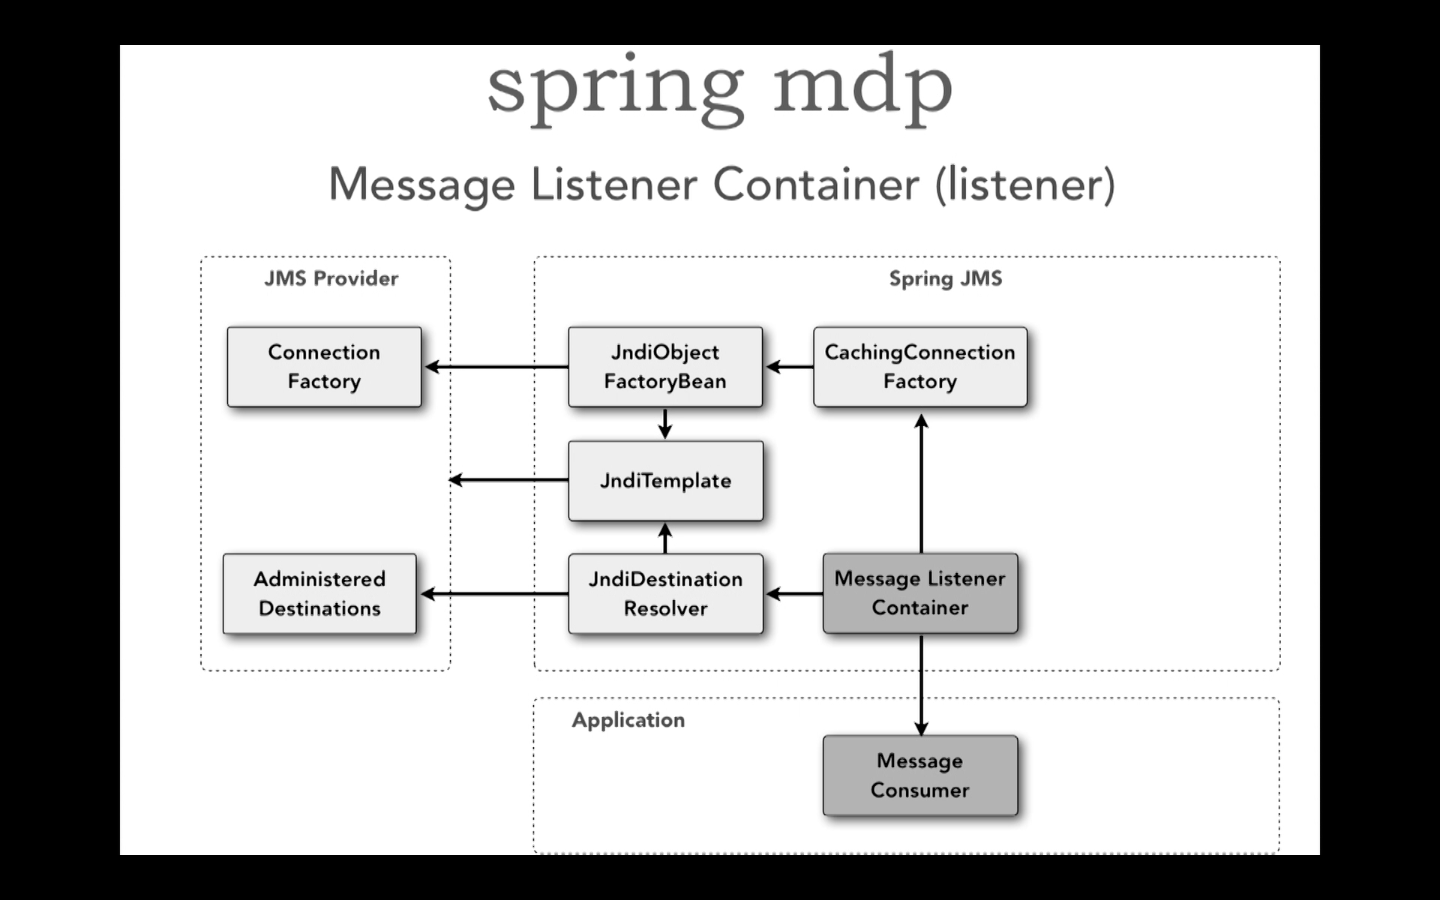 spring mdp
Message Listener Container (listener)
JMS Provider
Spring JMS
Connection
Factory
JndiObject
FactoryBean
CachingConnection
Factory
JndiTemplate
Administered
Destinations
JndiDestination
Resolver
Message Listener
Container
Application
Message
Consumer